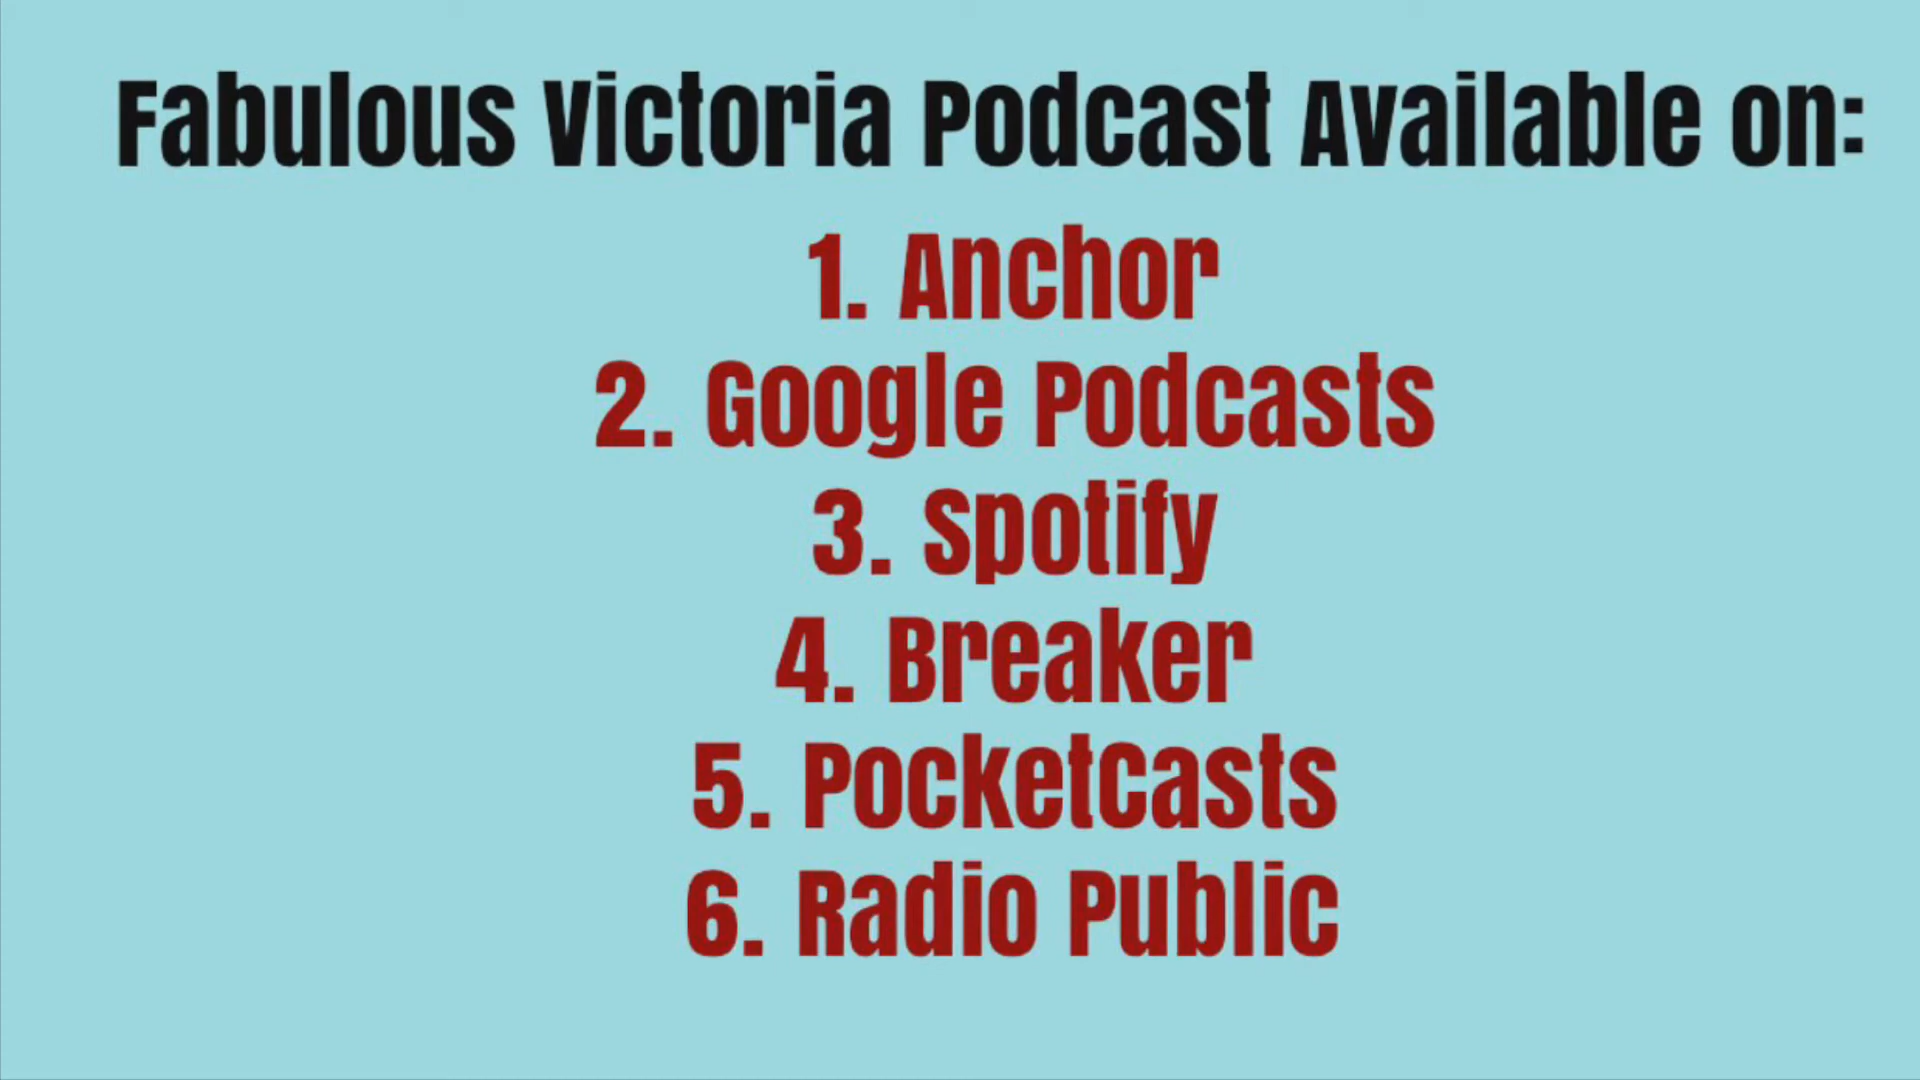 Fabulous Victoria Podcast Available on:
1. Anchor
2. Google Podcasts
3. Spotify
4. Breaker
5. PocketCasts
6. Radio Public